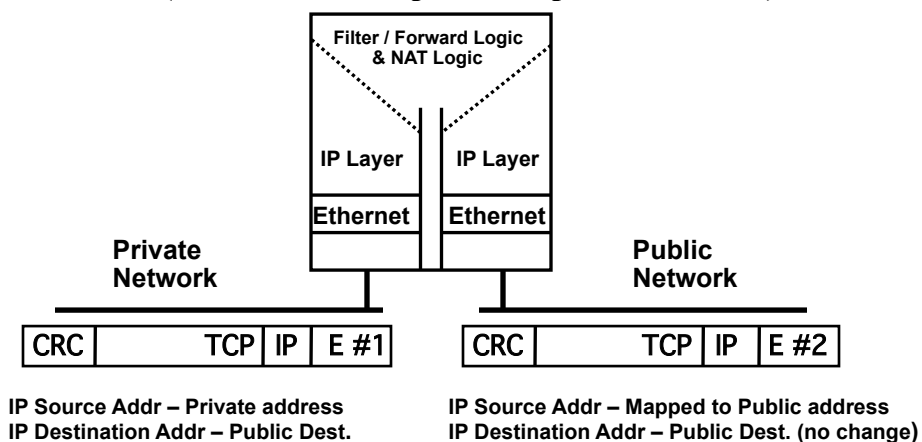 Filter / Forward Logic
& NAT Logic
IP Layer IP Layer
Ethernet Ethernet
Private
Network
Public
Network
CRC TCP IP E #1
CRC TCP IP E #2
IP Source Addr – Private address
IP Destination Addr – Public Dest.
IP Source Addr – Mapped to Public address
IP Destination Addr – Public Dest. (no change)